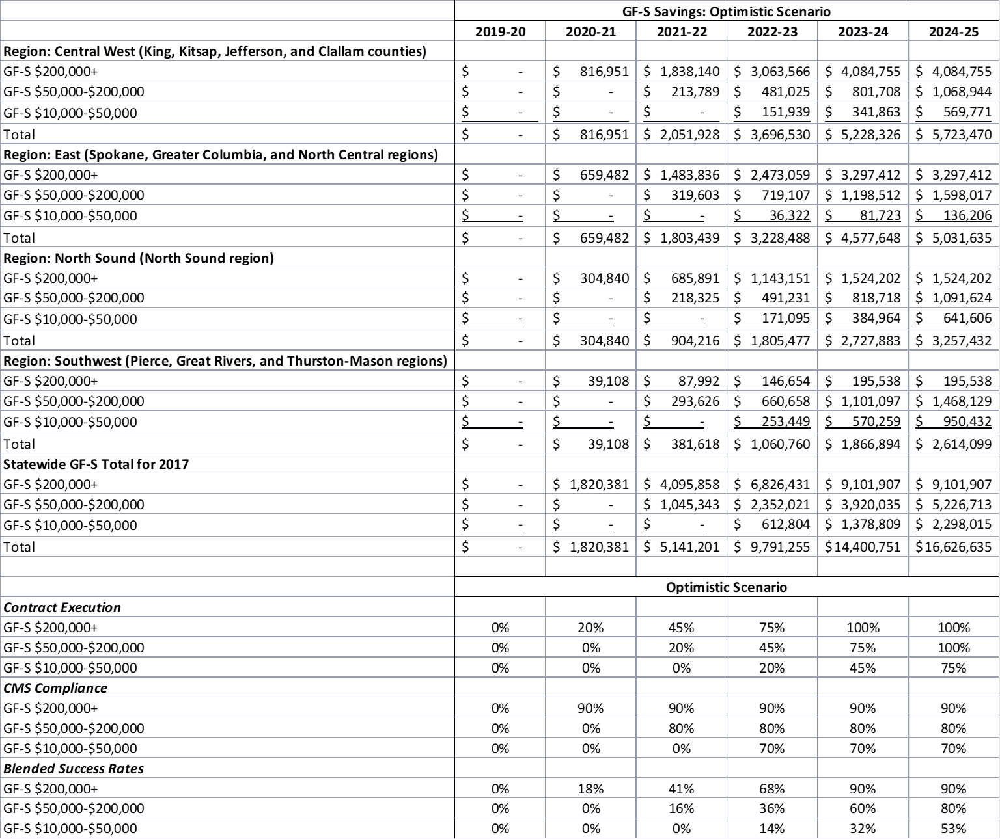 GF-S Savings: Optimistic Scenario
2019-20 2020-21 2021-22 2022-23 2023-24 2024-25
Region: Central West (King, Kitsap, Jefferson, and Clallam counties)
GF-S $200,000+ $ - $ 816,951 $ 1,838,140 $ 3,063,566 $ 4,084,755 $ 4,084,755
GF-S $50,000-$200,000 $ - $ - $ 213,789 $ 481,025 $ 801,708 $ 1,068,944
GF-S $10,000-$50,000 $ - $ - $ - $ 151,939 $ 341,863 $ 569,771
Total $ - $ 816,951 $ 2,051,928 $ 3,696,530 $ 5,228,326 $ 5,723,470
Region: East (Spokane, Greater Columbia, and North Central regions)
GF-S $200,000+ $ - $ 659,482 $ 1,483,836 $ 2,473,059 $ 3,297,412 $ 3,297,412
GF-S $50,000-$200,000 $ - $ - $ 319,603 $ 719,107 $ 1,198,512 $ 1,598,017
GF-S $10,000-$50,000 $ - $ - $ - $ 36,322 $ 81,723 $ 136,206
Total $ - $ 659,482 $ 1,803,439 $ 3,228,488 $ 4,577,648 $ 5,031,635
Region: North Sound (North Sound region)
GF-S $200,000+ $ - $ 304,840 $ 685,891 $ 1,143,151 $ 1,524,202 $ 1,524,202
GF-S $50,000-$200,000 $ - $ - $ 218,325 $ 491,231 $ 818,718 $ 1,091,624
GF-S $10,000-$50,000 $ - $ - $ - $ 171,095 $ 384,964 $ 641,606
Total $ - $ 304,840 $ 904,216 $ 1,805,477 $ 2,727,883 $ 3,257,432
Region: Southwest (Pierce, Great Rivers, and Thurston-Mason regions)
GF-S $200,000+ $ - $ 39,108 $ 87,992 $ 146,654 $ 195,538 $ 195,538
GF-S $50,000-$200,000 $ - $ - $ 293,626 $ 660,658 $ 1,101,097 $ 1,468,129
GF-S $10,000-$50,000 $ - $ - $ - $ 253,449 $ 570,259 $ 950,432
Total $ - $ 39,108 $ 381,618 $ 1,060,760 $ 1,866,894 $ 2,614,099
Statewide GF-S Total for 2017
GF-S $200,000+ $ - $ 1,820,381 $ 4,095,858 $ 6,826,431 $ 9,101,907 $ 9,101,907
GF-S $50,000-$200,000 $ - $ - $ 1,045,343 $ 2,352,021 $ 3,920,035 $ 5,226,713
GF-S $10,000-$50,000 $ - $ - $ - $ 612,804 $ 1,378,809 $ 2,298,015
Total $ - $ 1,820,381 $ 5,141,201 $ 9,791,255 $14,400,751 $16,626,635
Optimistic Scenario
Contract Execution
GF-S $200,000+ 0% 20% 45% 75% 100% 100%
GF-S $50,000-$200,000 0% 0% 20% 45% 75% 100%
GF-S $10,000-$50,000 0% 0% 0% 20% 45% 75%
CMS Compliance
GF-S $200,000+ 0% 90% 90% 90% 90% 90%
GF-S $50,000-$200,000 0% 0% 80% 80% 80% 80%
GF-S $10,000-$50,000 0% 0% 0% 70% 70% 70%
Blended Success Rates
GF-S $200,000+ 0% 18% 41% 68% 90% 90%
GF-S $50,000-$200,000 0% 0% 16% 36% 60% 80%
GF-S $10,000-$50,000 0% 0% 0% 14% 32% 53%